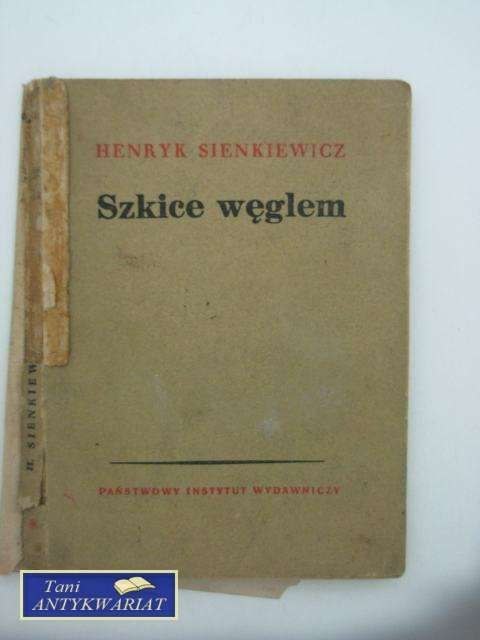 HENRYK SIENKIEWICZ
Szkice węglem
PAŃSTWOWY INSTYTUT WYDAWNICZY
H. SIENKIEW
Tani
ANTYKWARIAT